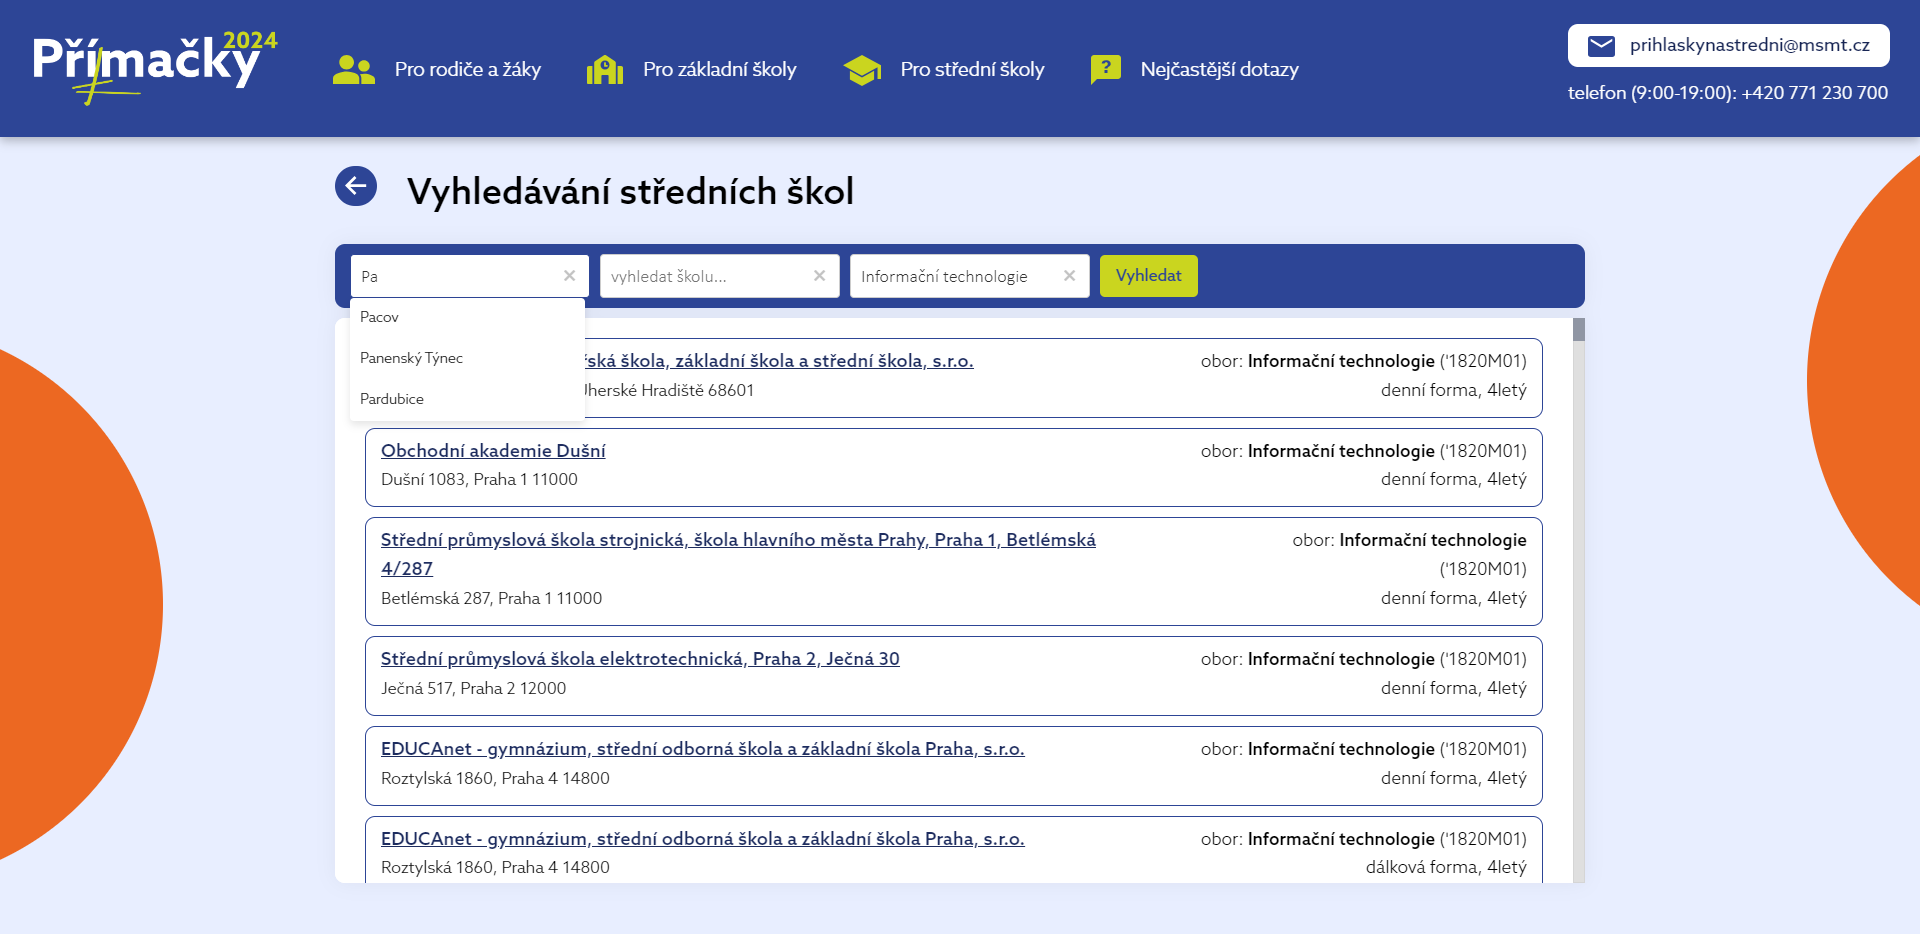 Přímačky 2024
Pro rodiče a žáky
Pro základní školy
Pro střední školy
Nejčastější dotazy
prihlaskynastredni@msmt.cz
telefon (9:00-19:00): +420 771 230 700
Vyhledávání středních škol
Pa
vyhledat školu...
Informační technologie
Vyhledat
Pacov
Panenský Týnec
Pardubice
škola, základní škola a střední škola, s.r.o.
Hradiště 68601
obor: Informační technologie ('1820M01)
denní forma, 4letý
Obchodní akademie Dušní
Dušní 1083, Praha 1 11000
obor: Informační technologie ('1820M01)
denní forma, 4letý
Střední průmyslová škola strojnická, škola hlavního města Prahy, Praha 1, Betlémská
4/287
Betlémská 287, Praha 1 11000
obor: Informační technologie
('1820M01)
denní forma, 4letý
Střední průmyslová škola elektrotechnická, Praha 2, Ječná 30
Ječná 517, Praha 2 12000
obor: Informační technologie ('1820M01)
denní forma, 4letý
EDUCAnet - gymnázium, střední odborná škola a základní škola Praha, s.r.o.
Roztylská 1860, Praha 4 14800
obor: Informační technologie ('1820M01)
denní forma, 4letý
EDUCAnet - gymnázium, střední odborná škola a základní škola Praha, s.r.o.
Roztylská 1860, Praha 4 14800
obor: Informační technologie ('1820M01)
dálková forma, 4letý